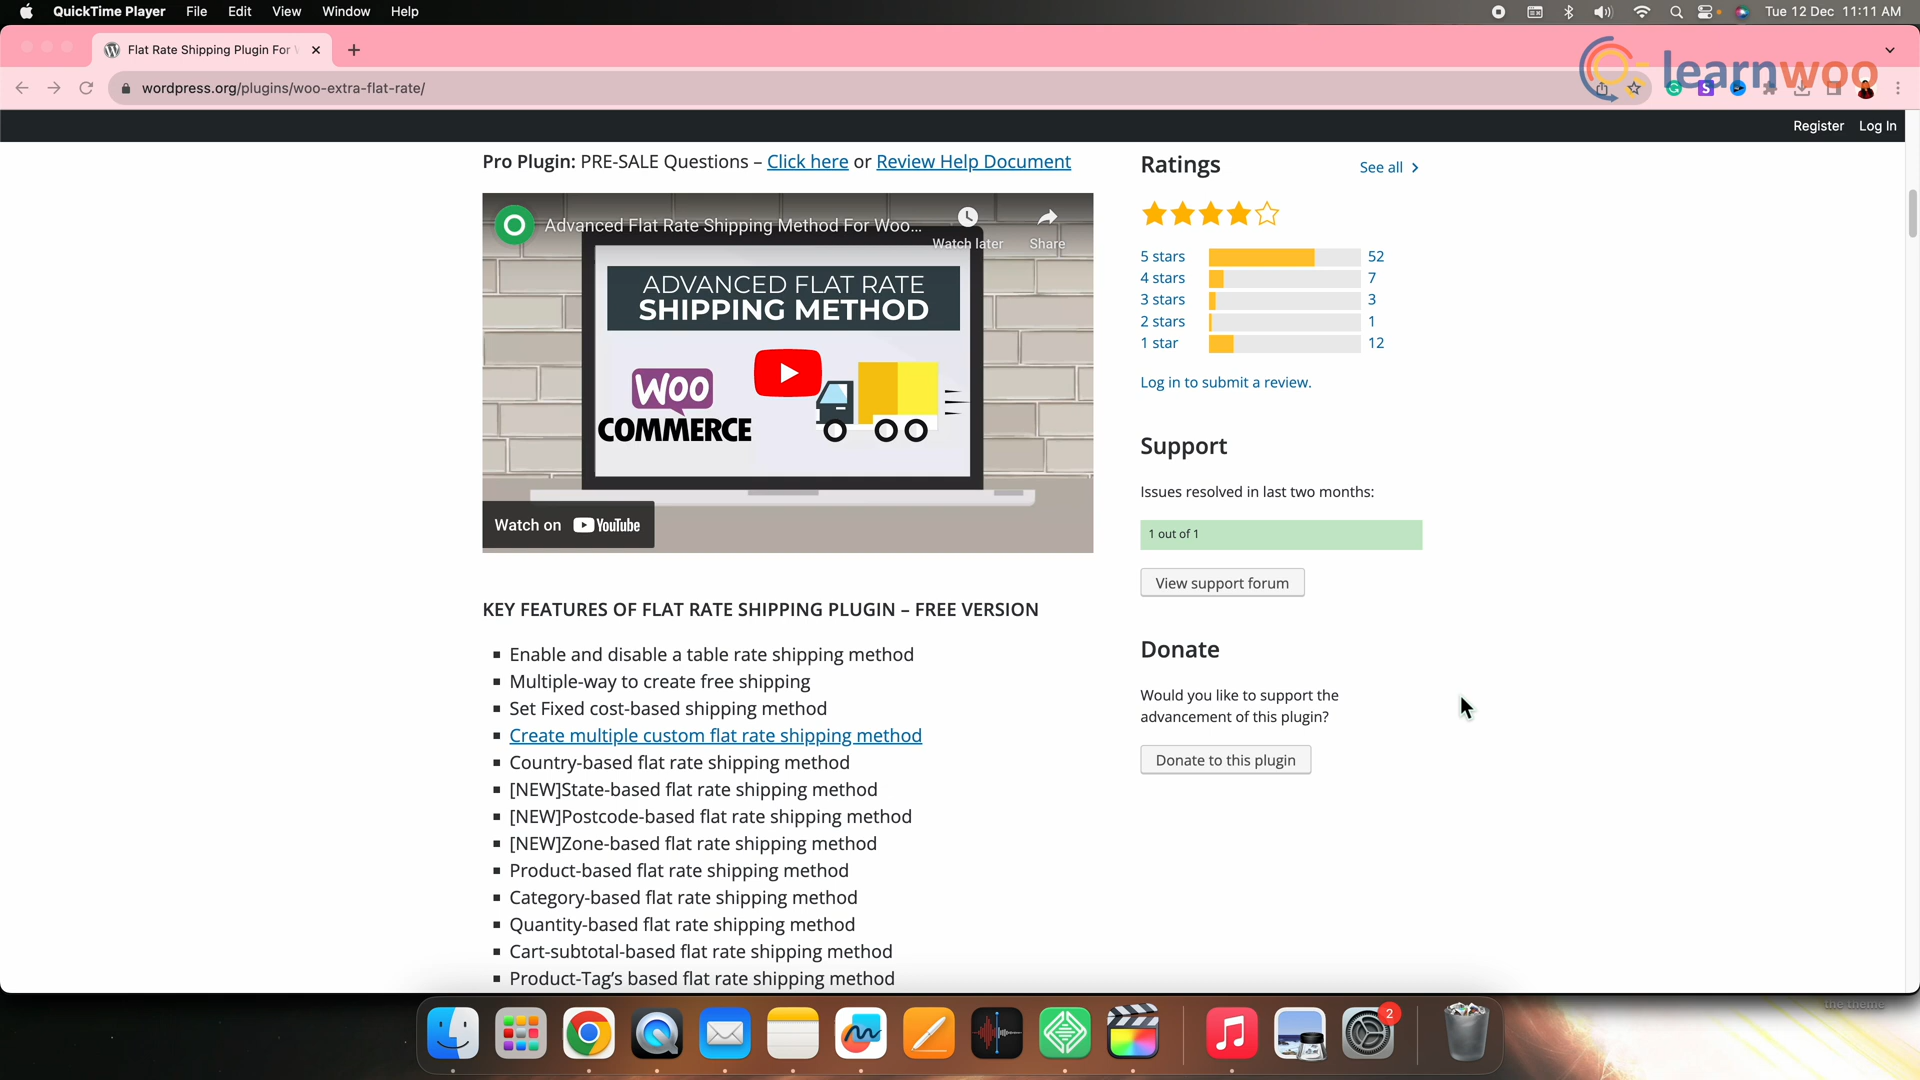 QuickTime Player File Edit View Window Help
Tue 12 Dec 11:11 AM
Flat Rate Shipping Plugin For
learnwoo
wordpress.org/plugins/woo-extra-flat-rate/
Register Log In
Pro Plugin: PRE-SALE Questions – Click here or Review Help Document
Advanced Flat Rate Shipping Method For Woo...
Watch later
Share
ADVANCED FLAT RATE
SHIPPING METHOD
WOO
COMMERCE
Watch on YouTube
KEY FEATURES OF FLAT RATE SHIPPING PLUGIN – FREE VERSION
Enable and disable a table rate shipping method
Multiple-way to create free shipping
Set Fixed cost-based shipping method
Create multiple custom flat rate shipping method
Country-based flat rate shipping method
[NEW]State-based flat rate shipping method
[NEW]Postcode-based flat rate shipping method
[NEW]Zone-based flat rate shipping method
Product-based flat rate shipping method
Category-based flat rate shipping method
Quantity-based flat rate shipping method
Cart-subtotal-based flat rate shipping method
Product-Tag's based flat rate shipping method
Ratings
See all
5 stars 52
4 stars 7
3 stars 3
2 stars 1
1 star 12
Log in to submit a review.
Support
Issues resolved in last two months:
1 out of 1
View support forum
Donate
Would you like to support the
advancement of this plugin?
Donate to this plugin
the theme
2